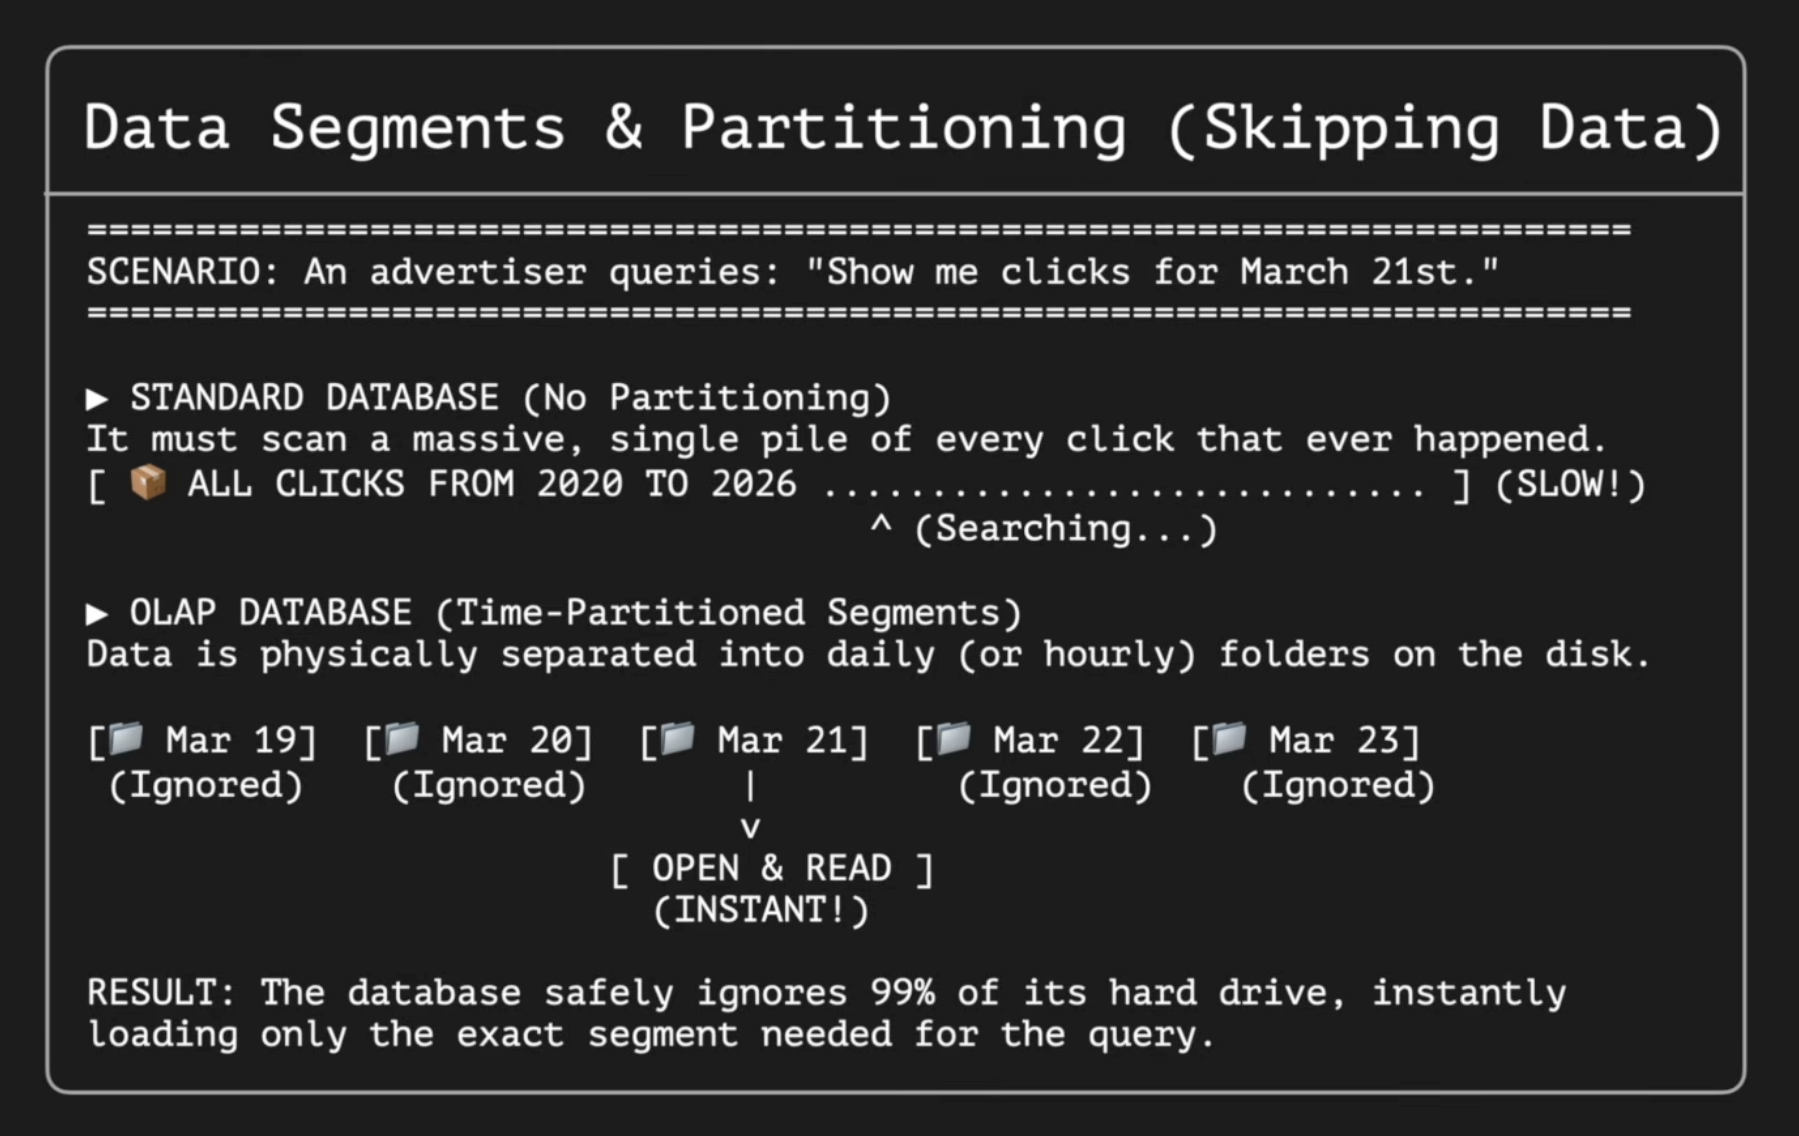 Data Segments & Partitioning (Skipping Data)
=======================================================================
SCENARIO: An advertiser queries: "Show me clicks for March 21st."
=======================================================================
▶ STANDARD DATABASE (No Partitioning)
It must scan a massive, single pile of every click that ever happened.
[ 📦 ALL CLICKS FROM 2020 TO 2026 ............................ ] (SLOW!)
^ (Searching...)
▶ OLAP DATABASE (Time-Partitioned Segments)
Data is physically separated into daily (or hourly) folders on the disk.
[📁 Mar 19] [📁 Mar 20] [📁 Mar 21] [📁 Mar 22] [📁 Mar 23]
(Ignored) (Ignored) | (Ignored) (Ignored)
v
[ OPEN & READ ]
(INSTANT!)
RESULT: The database safely ignores 99% of its hard drive, instantly
loading only the exact segment needed for the query.